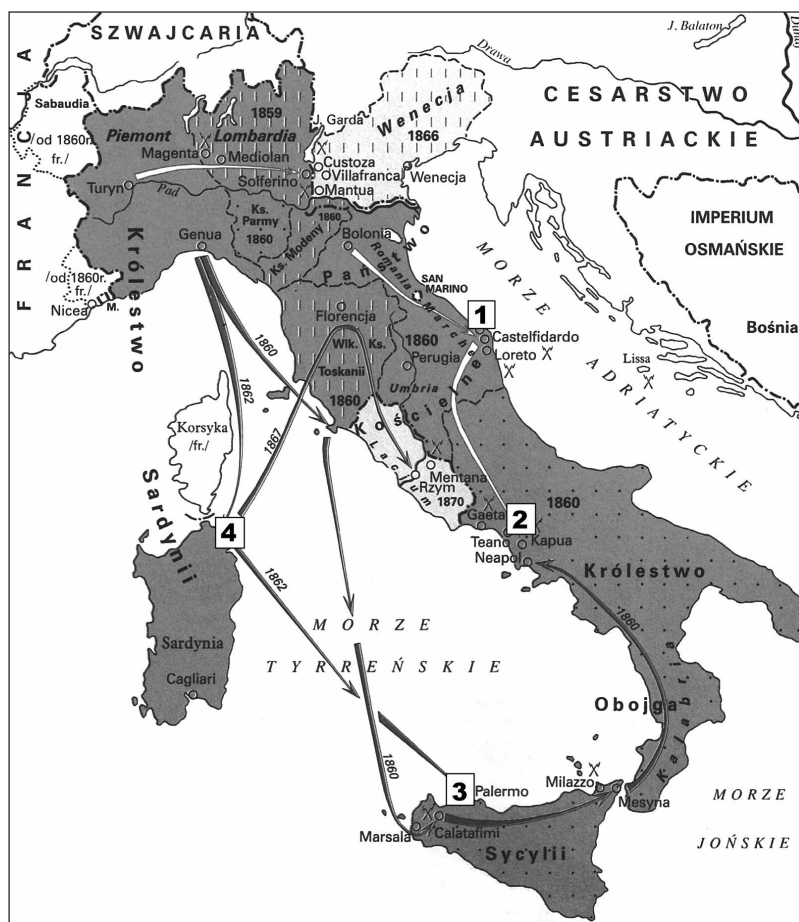 SZWAJCARIA
J. Balaton
Dunaj
Drawa
FRANCJA
Sabaudia
/od 1860r.
fr./
1859
Piemont
Lombardia
Magenta
Mediolan
Turyn
Pad
Solferino
J. Garda
Wenecja
1866
Custoza
Villafranca
Mantua
Wenecja
CESARSTWO
AUSTRIACKIE
IMPERIUM
OSMAŃSKIE
Bośnia
Ks.
Parmy
1860
Ks. Modeny
1860
Genua
Bolonia
Romania
Państwo
Kościelne
SAN
MARINO
Marche
MORZE
ADRIATYCKIE
Królestwo
Sardynii
/od 1860r.
fr./
Nicea
M.
1860
1862
Florencja
Wlk. Ks.
Toskanii
1860
1860
Perugia
Umbria
1
Castelfidardo
Loreto
Lissa
1867
Korsyka
/fr./
Lacjum
Mentana
Rzym
1870
4
Gaeta
2
1860
Teano
Kapua
Neapol
Królestwo
Obojga
Sycylii
1862
Sardynia
Cagliari
MORZE
TYRREŃSKIE
1860
Kalabria
1860
3
Palermo
Milazzo
Mesyna
Marsala
Calatafimi
MORZE
JOŃSKIE